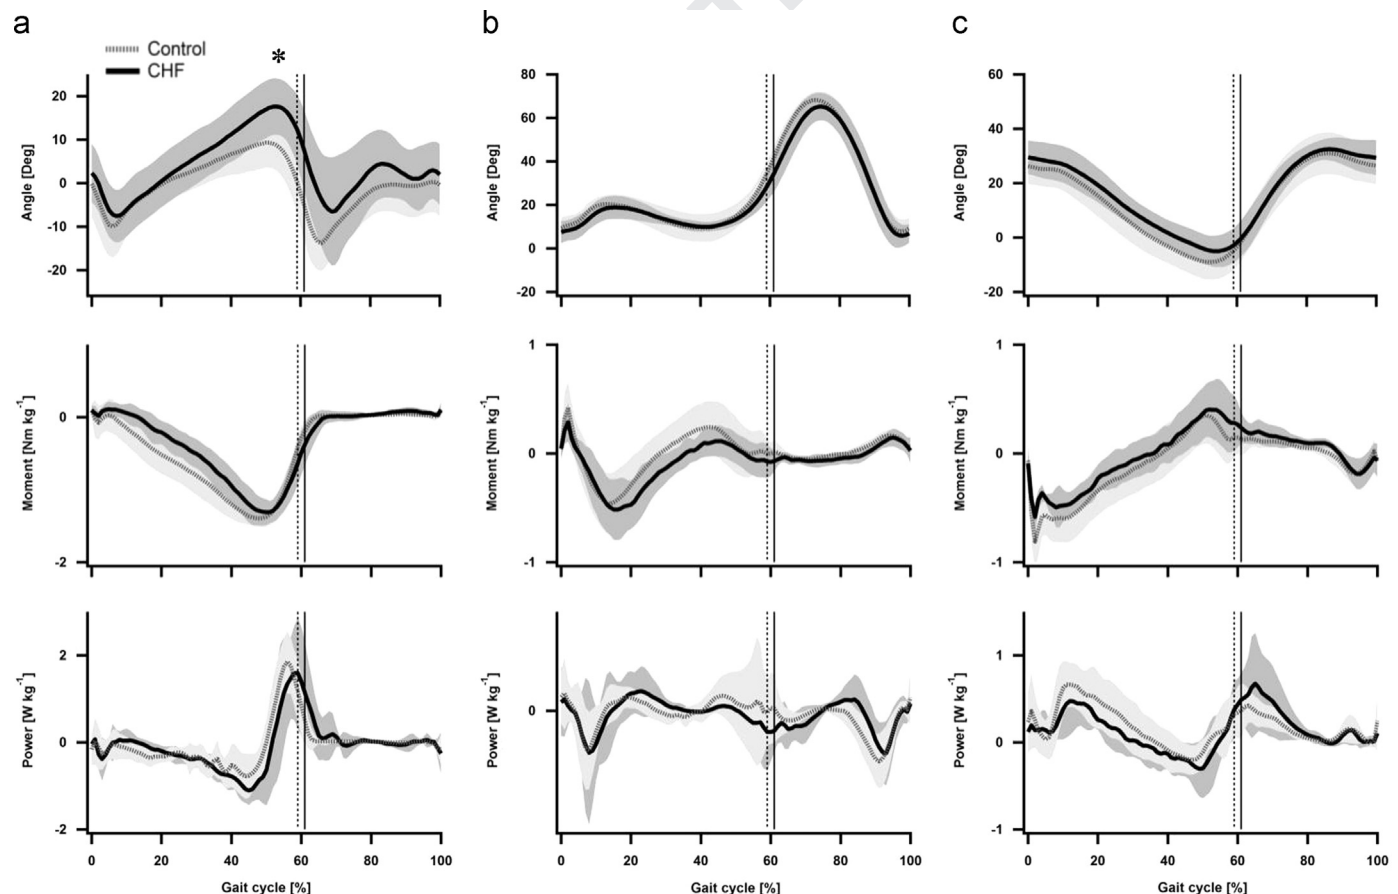 a
b
c
Control
CHF
*
Angle [Deg]
20
10
0
-10
-20
Angle [Deg]
80
60
40
20
0
-20
Angle [Deg]
60
40
20
0
-20
Moment [Nm kg⁻¹]
0
-2
Moment [Nm kg⁻¹]
1
0
-1
Moment [Nm kg⁻¹]
1
0
-1
Power [W kg⁻¹]
2
0
-2
0 20 40 60 80 100
Gait cycle [%]
Power [W kg⁻¹]
0
0 20 40 60 80 100
Gait cycle [%]
Power [W kg⁻¹]
1
0
-1
0 20 40 60 80 100
Gait cycle [%]